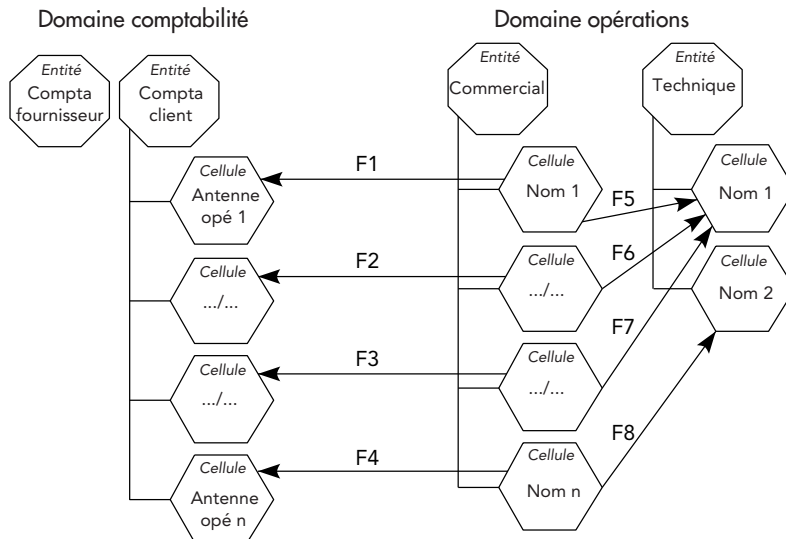 Domaine comptabilité
Domaine opérations
Entité
Compta
fournisseur
Entité
Compta
client
Entité
Commercial
Entité
Technique
Cellule
Antenne
opé 1
F1
Cellule
Nom 1
F5
Cellule
Nom 1
Cellule
.../...
F2
Cellule
.../...
F6
Cellule
Nom 2
Cellule
.../...
F3
Cellule
.../...
F7
Cellule
Antenne
opé n
F4
Cellule
Nom n
F8